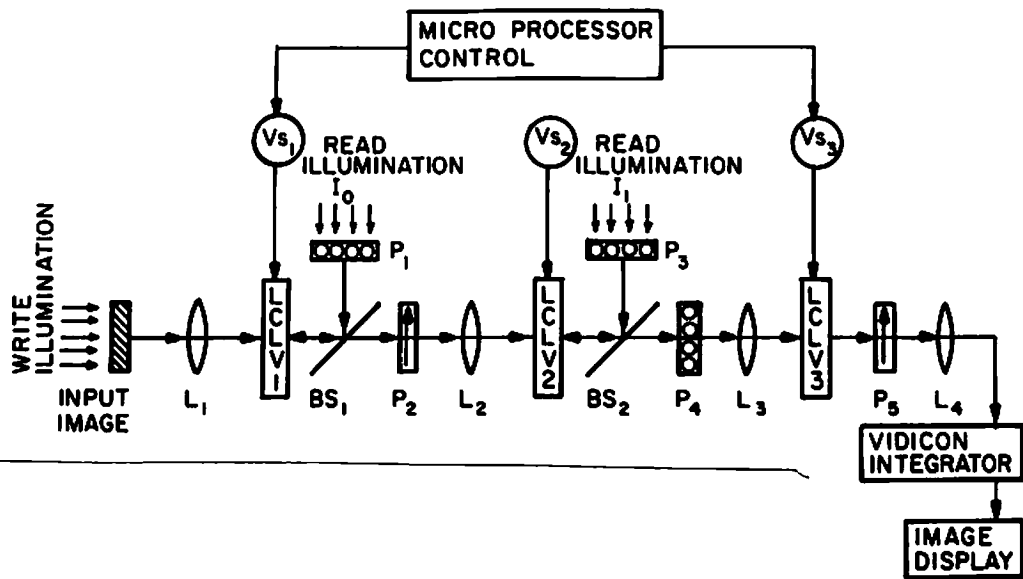 MICRO PROCESSOR
CONTROL
Vs1
READ
ILLUMINATION
I0
Vs2
READ
ILLUMINATION
I1
Vs3
P1
P3
WRITE
ILLUMINATION
INPUT
IMAGE
L1
LCLV1
BS1
P2
L2
LCLV2
BS2
P4
L3
LCLV3
P5
L4
VIDICON
INTEGRATOR
IMAGE
DISPLAY